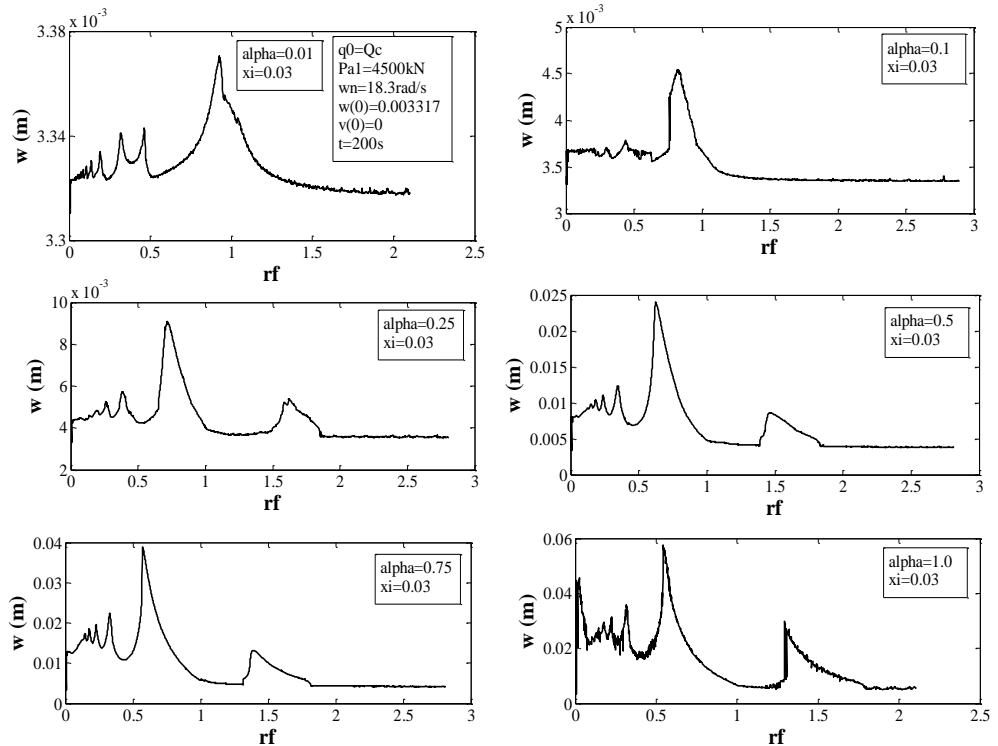 x 10⁻³
3.38
3.34
3.3
w (m)
0 0.5 1 1.5 2 2.5
rf
alpha=0.01
xi=0.03
q0=Qc
Pa1=4500kN
wn=18.3rad/s
w(0)=0.003317
v(0)=0
t=200s
x 10⁻³
5
4.5
4
3.5
3
w (m)
0 0.5 1 1.5 2 2.5 3
rf
alpha=0.1
xi=0.03
x 10⁻³
10
8
6
4
2
w (m)
0 0.5 1 1.5 2 2.5 3
rf
alpha=0.25
xi=0.03
0.025
0.02
0.015
0.01
0.005
0
w (m)
0 0.5 1 1.5 2 2.5 3
rf
alpha=0.5
xi=0.03
0.04
0.03
0.02
0.01
0
w (m)
0 0.5 1 1.5 2 2.5 3
rf
alpha=0.75
xi=0.03
0.06
0.04
0.02
0
w (m)
0 0.5 1 1.5 2 2.5
rf
alpha=1.0
xi=0.03